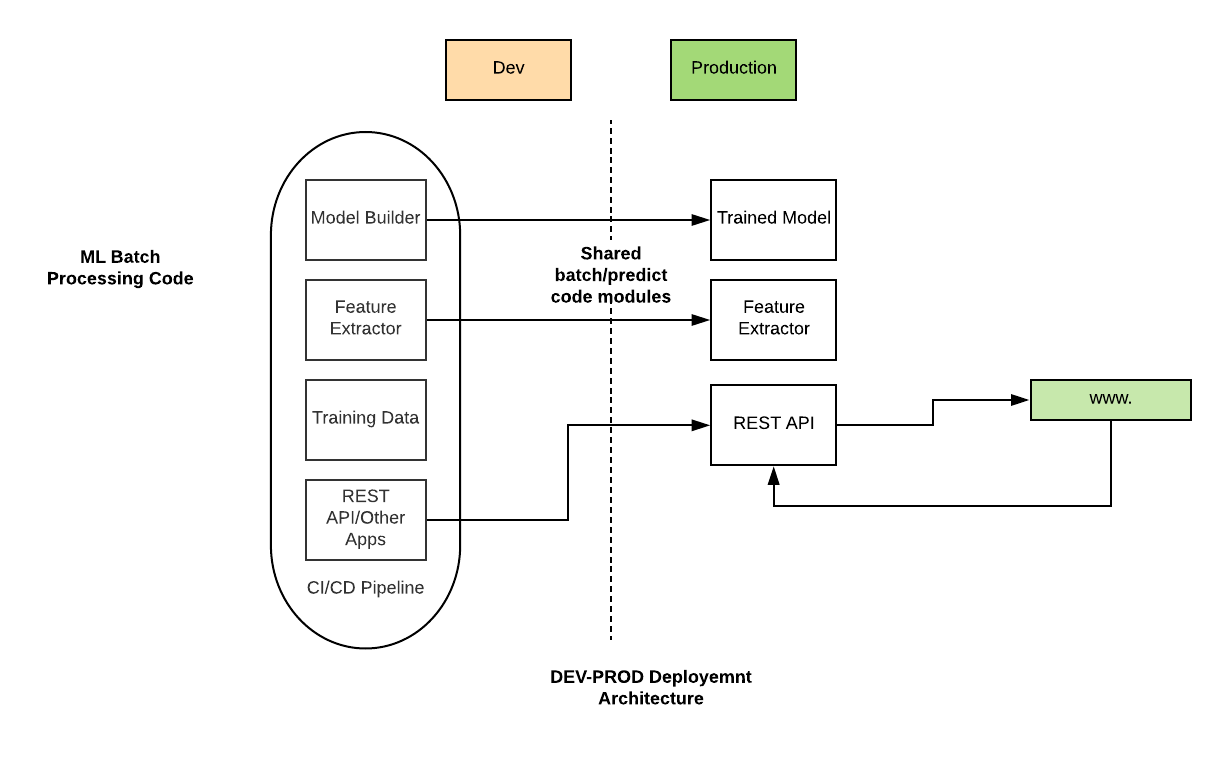 Dev
Production
Model Builder
Trained Model
ML Batch
Processing Code
Shared
batch/predict
code modules
Feature
Extractor
Feature
Extractor
Training Data
REST API
www.
REST
API/Other
Apps
CI/CD Pipeline
DEV-PROD Deployemnt
Architecture